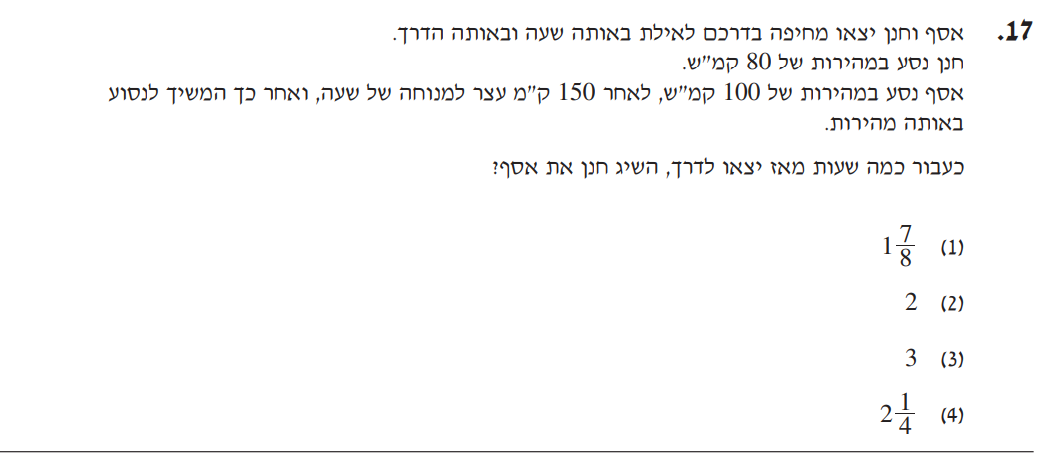 17. אסף וחנן יצאו מחיפה בדרכם לאילת באותה שעה ובאותה הדרך.
חנן נסע במהירות של 80 קמ״ש.
אסף נסע במהירות של 100 קמ״ש, לאחר 150 ק״מ עצר למנוחה של שעה, ואחר כך המשיך לנסוע
באותה מהירות.
כעבור כמה שעות מאז יצאו לדרך, השיג חנן את אסף?
(1) 1 7/8
(2) 2
(3) 3
(4) 2 1/4